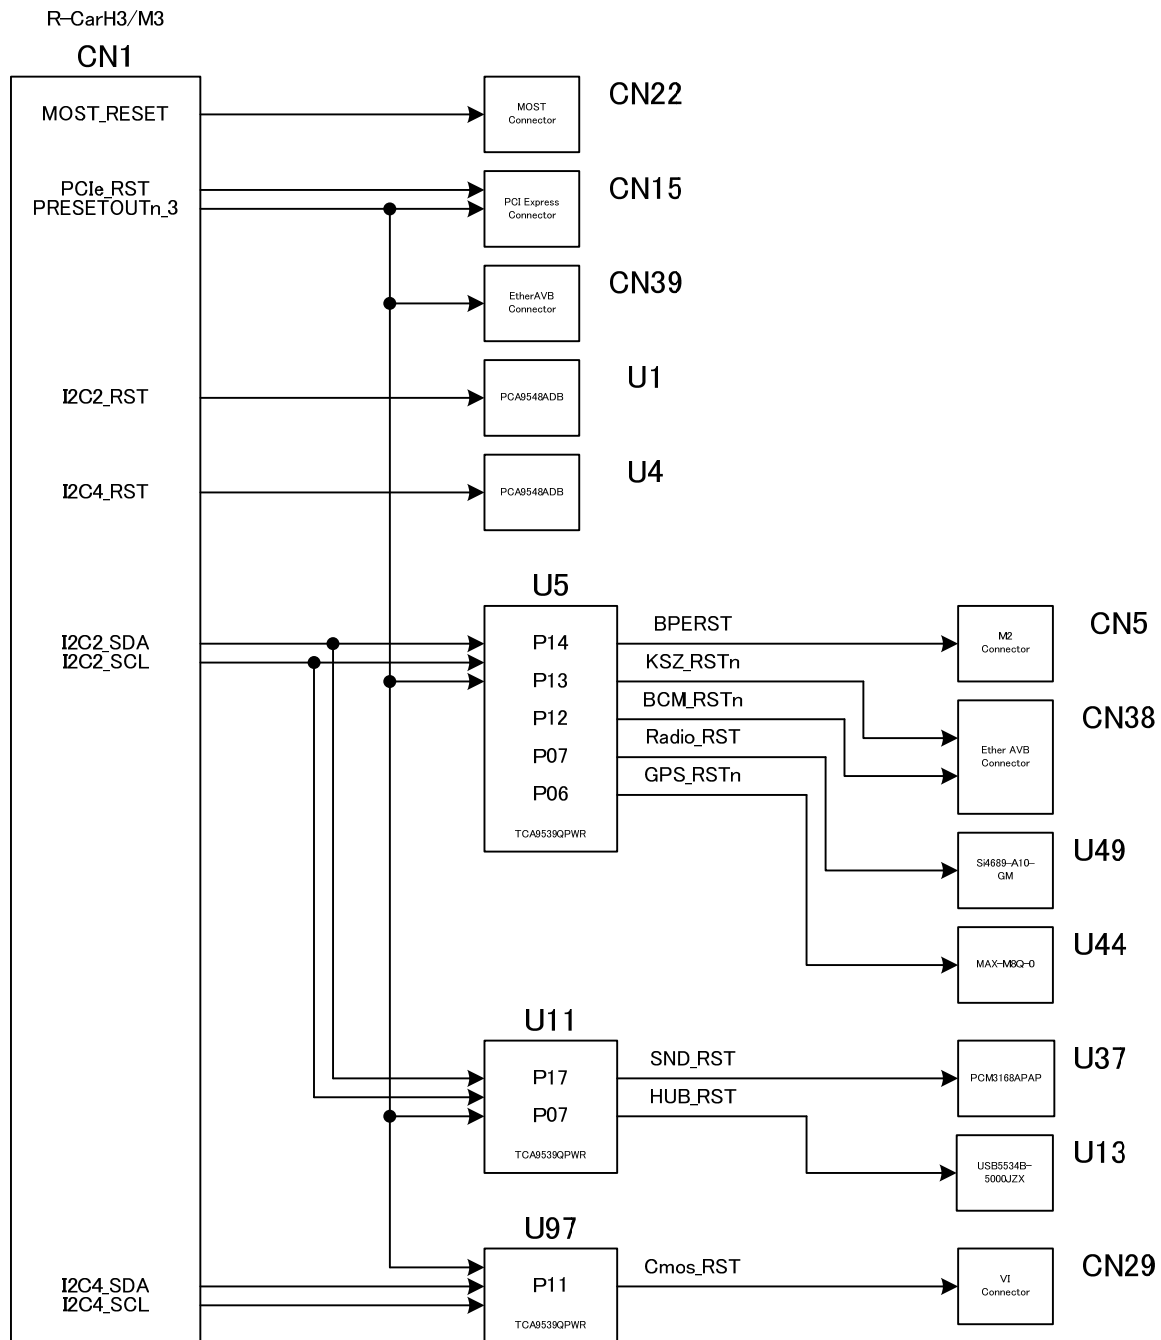 R-CarH3/M3
CN1
MOST_RESET
MOST
Connector
CN22
PCIe_RST
PRESETOUTn_3
PCI Express
Connector
CN15
EtherAVB
Connector
CN39
I2C2_RST
PCA9548ADB
U1
I2C4_RST
PCA9548ADB
U4
I2C2_SDA
I2C2_SCL
U5
P14
P13
P12
P07
P06
TCA9539QPWR
BPERST
KSZ_RSTn
BCM_RSTn
Radio_RST
GPS_RSTn
M2
Connector
CN5
Ether AVB
Connector
CN38
Si4689-A10-
GM
U49
MAX-M8Q-0
U44
U11
P17
P07
TCA9539QPWR
SND_RST
HUB_RST
PCM3168APAP
U37
USB5534B-
5000JZX
U13
I2C4_SDA
I2C4_SCL
U97
P11
TCA9539QPWR
Cmos_RST
VI
Connector
CN29